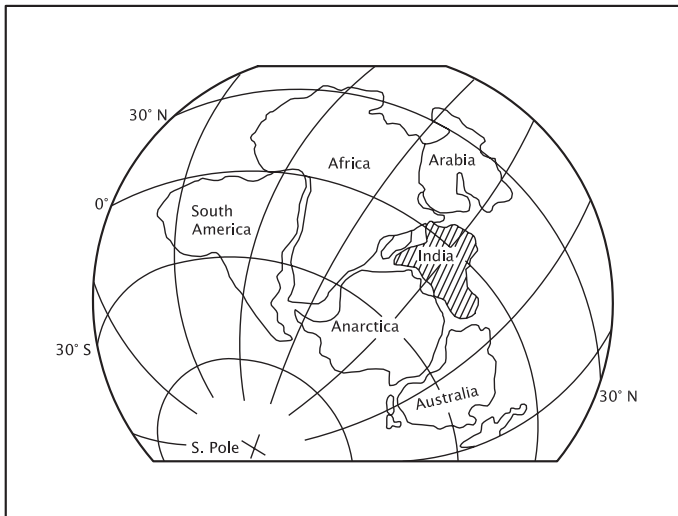 30° N
Africa
Arabia
0°
South
America
India
Anarctica
30° S
Australia
30° N
S. Pole